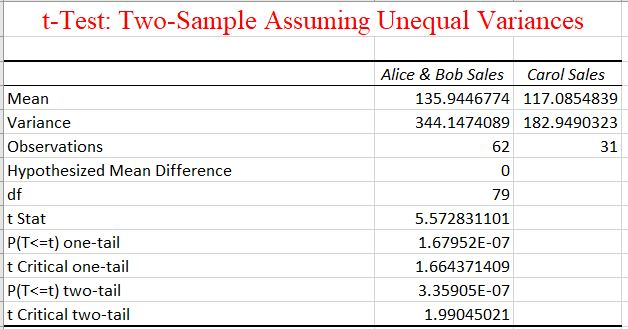 t-Test: Two-Sample Assuming Unequal Variances
Alice & Bob Sales Carol Sales
Mean 135.9446774 117.0854839
Variance 344.1474089 182.9490323
Observations 62 31
Hypothesized Mean Difference 0
df 79
t Stat 5.572831101
P(T<=t) one-tail 1.67952E-07
t Critical one-tail 1.664371409
P(T<=t) two-tail 3.35905E-07
t Critical two-tail 1.99045021